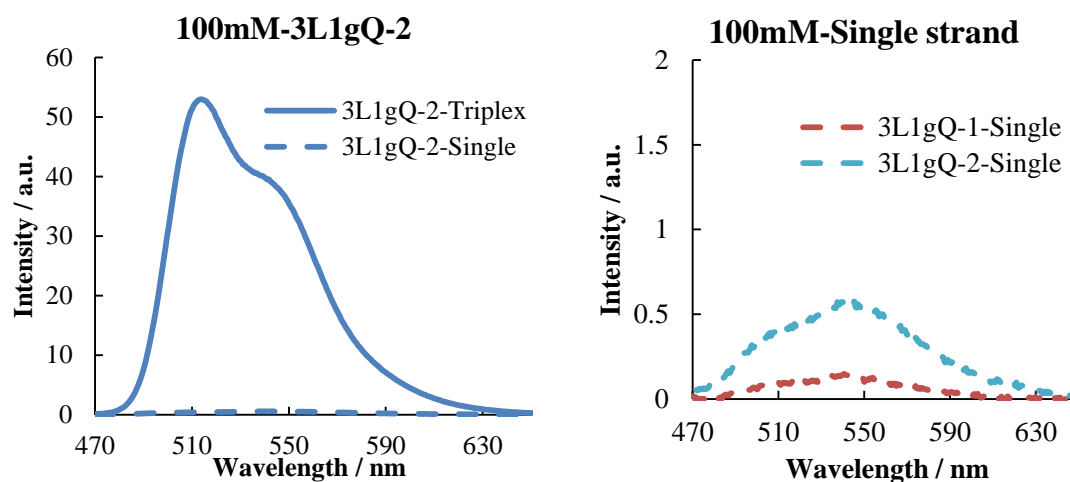 100mM-3L1gQ-2
60
50
40
30
20
10
0
Intensity / a.u.
3L1gQ-2-Triplex
3L1gQ-2-Single
470
510
550
590
630
Wavelength / nm
100mM-Single strand
2
1.5
1
0.5
0
Intensity / a.u.
3L1gQ-1-Single
3L1gQ-2-Single
470
510
550
590
630
Wavelength / nm